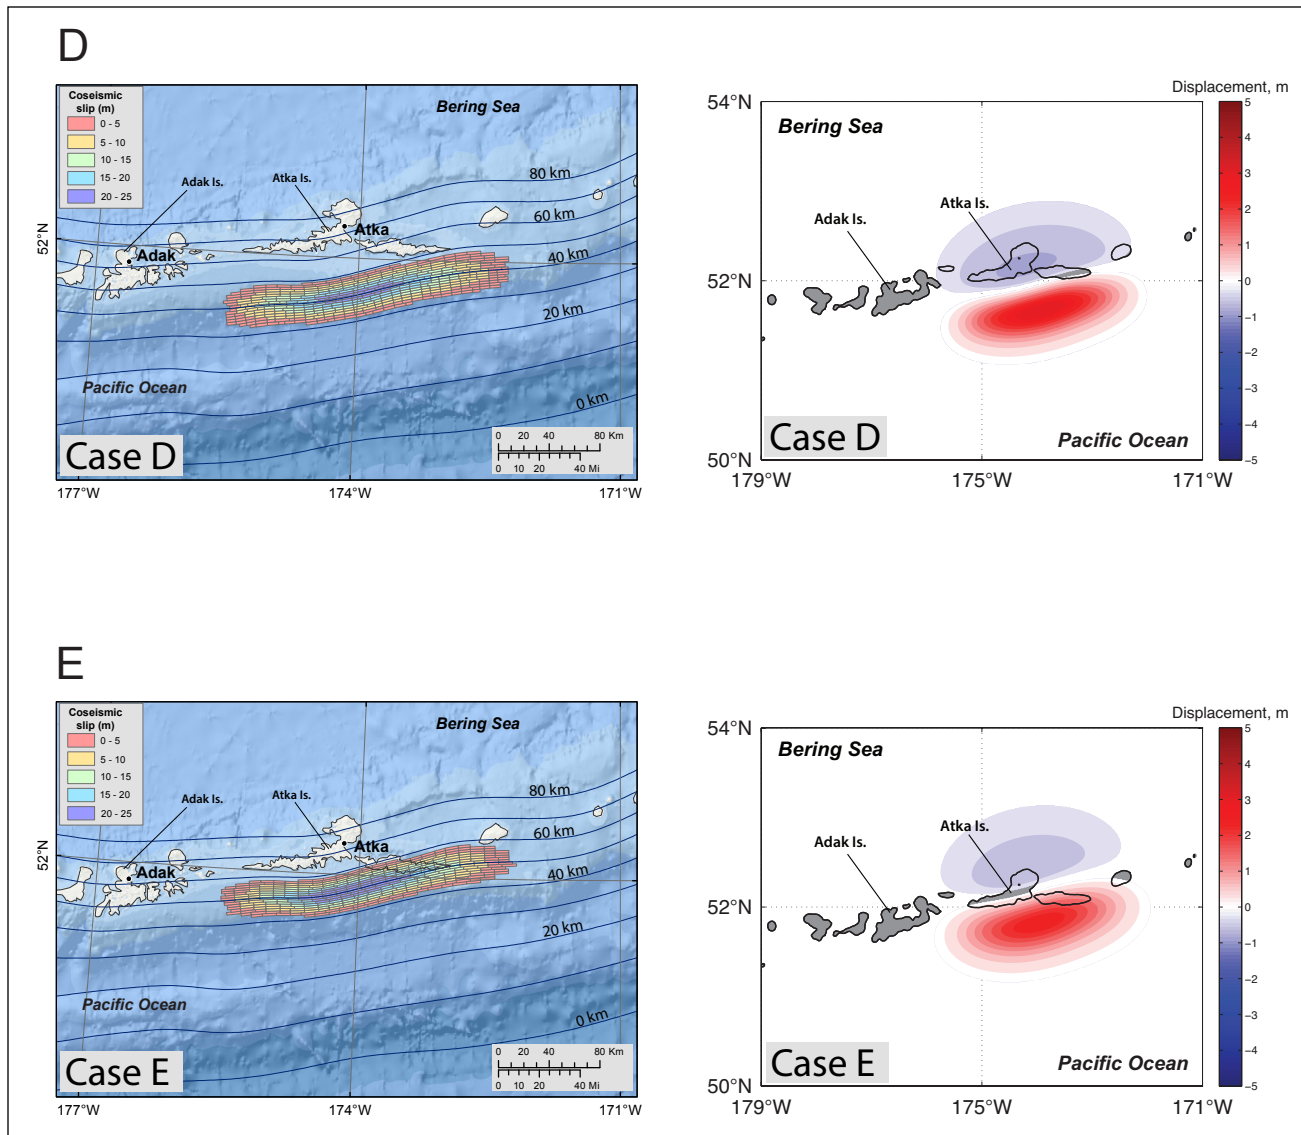 D
Coseismic
slip (m)
0 - 5
5 - 10
10 - 15
15 - 20
20 - 25
Bering Sea
Adak Is.
Atka Is.
80 km
60 km
Atka
52°N
Adak
40 km
20 km
Pacific Ocean
0 km
Case D
0 20 40 80 Km
0 10 20 40 Mi
177°W 174°W 171°W
Displacement, m
54°N
Bering Sea
Atka Is.
Adak Is.
52°N
Case D
Pacific Ocean
50°N
179°W 175°W 171°W
5
4
3
2
1
0
−1
−2
−3
−4
−5
E
Coseismic
slip (m)
0 - 5
5 - 10
10 - 15
15 - 20
20 - 25
Bering Sea
Adak Is.
Atka Is.
80 km
60 km
Atka
52°N
Adak
40 km
20 km
Pacific Ocean
0 km
Case E
0 20 40 80 Km
0 10 20 40 Mi
177°W 174°W 171°W
Displacement, m
54°N
Bering Sea
Atka Is.
Adak Is.
52°N
Case E
Pacific Ocean
50°N
179°W 175°W 171°W
5
4
3
2
1
0
−1
−2
−3
−4
−5